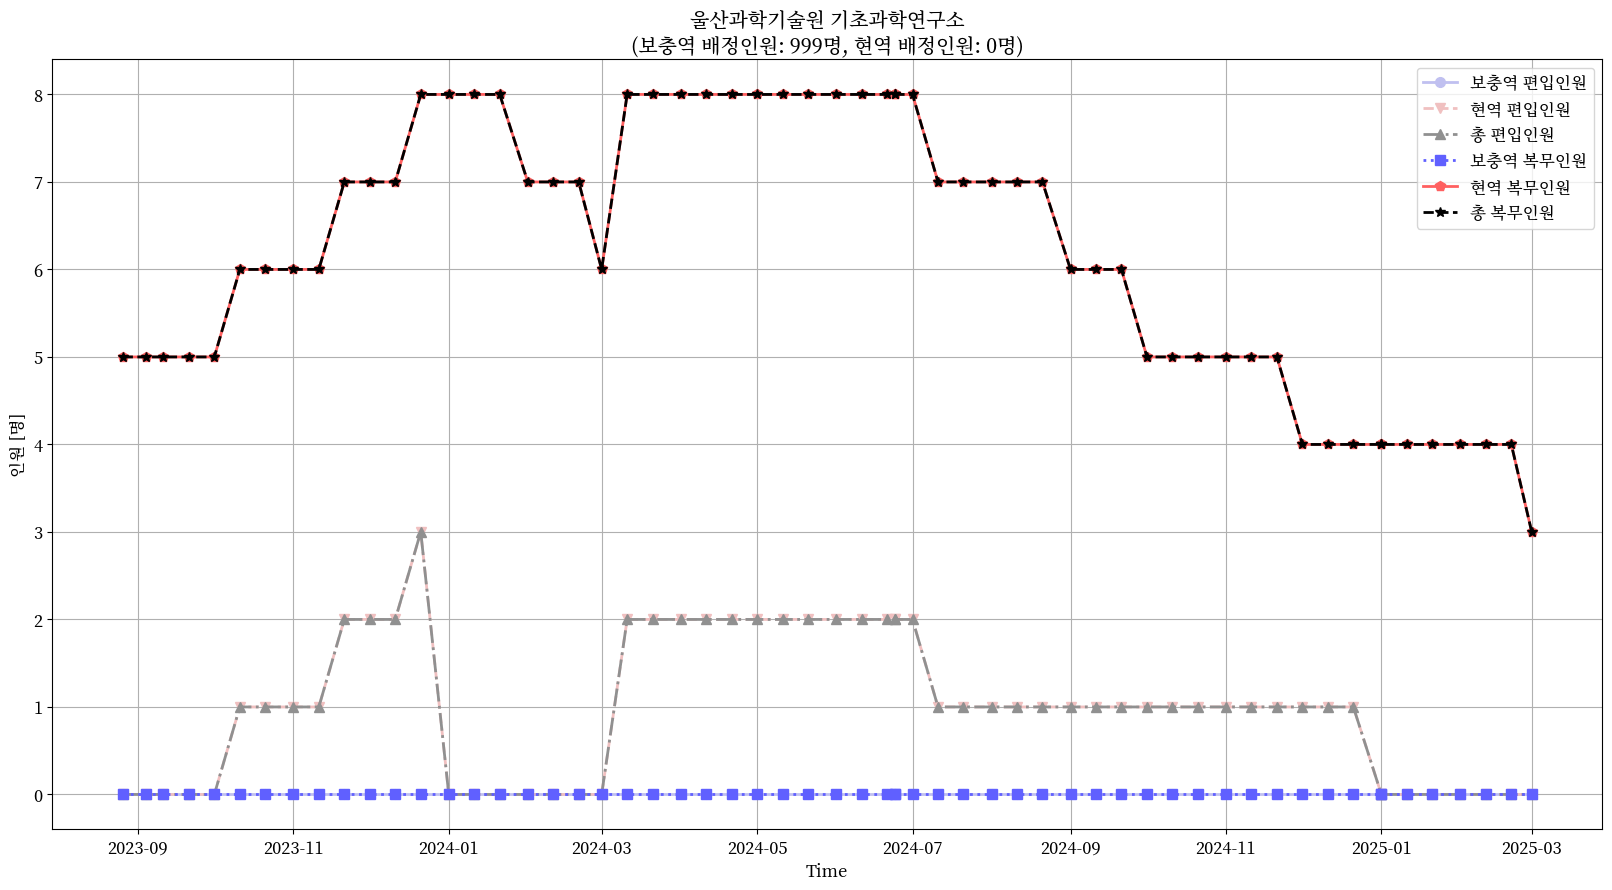 울산과학기술원 기초과학연구소
(보충역 배정인원: 999명, 현역 배정인원: 0명)
보충역 편입인원
현역 편입인원
총 편입인원
보충역 복무인원
현역 복무인원
총 복무인원
인원 [명]
8
7
6
5
4
3
2
1
0
2023-09
2023-11
2024-01
2024-03
2024-05
2024-07
2024-09
2024-11
2025-01
2025-03
Time